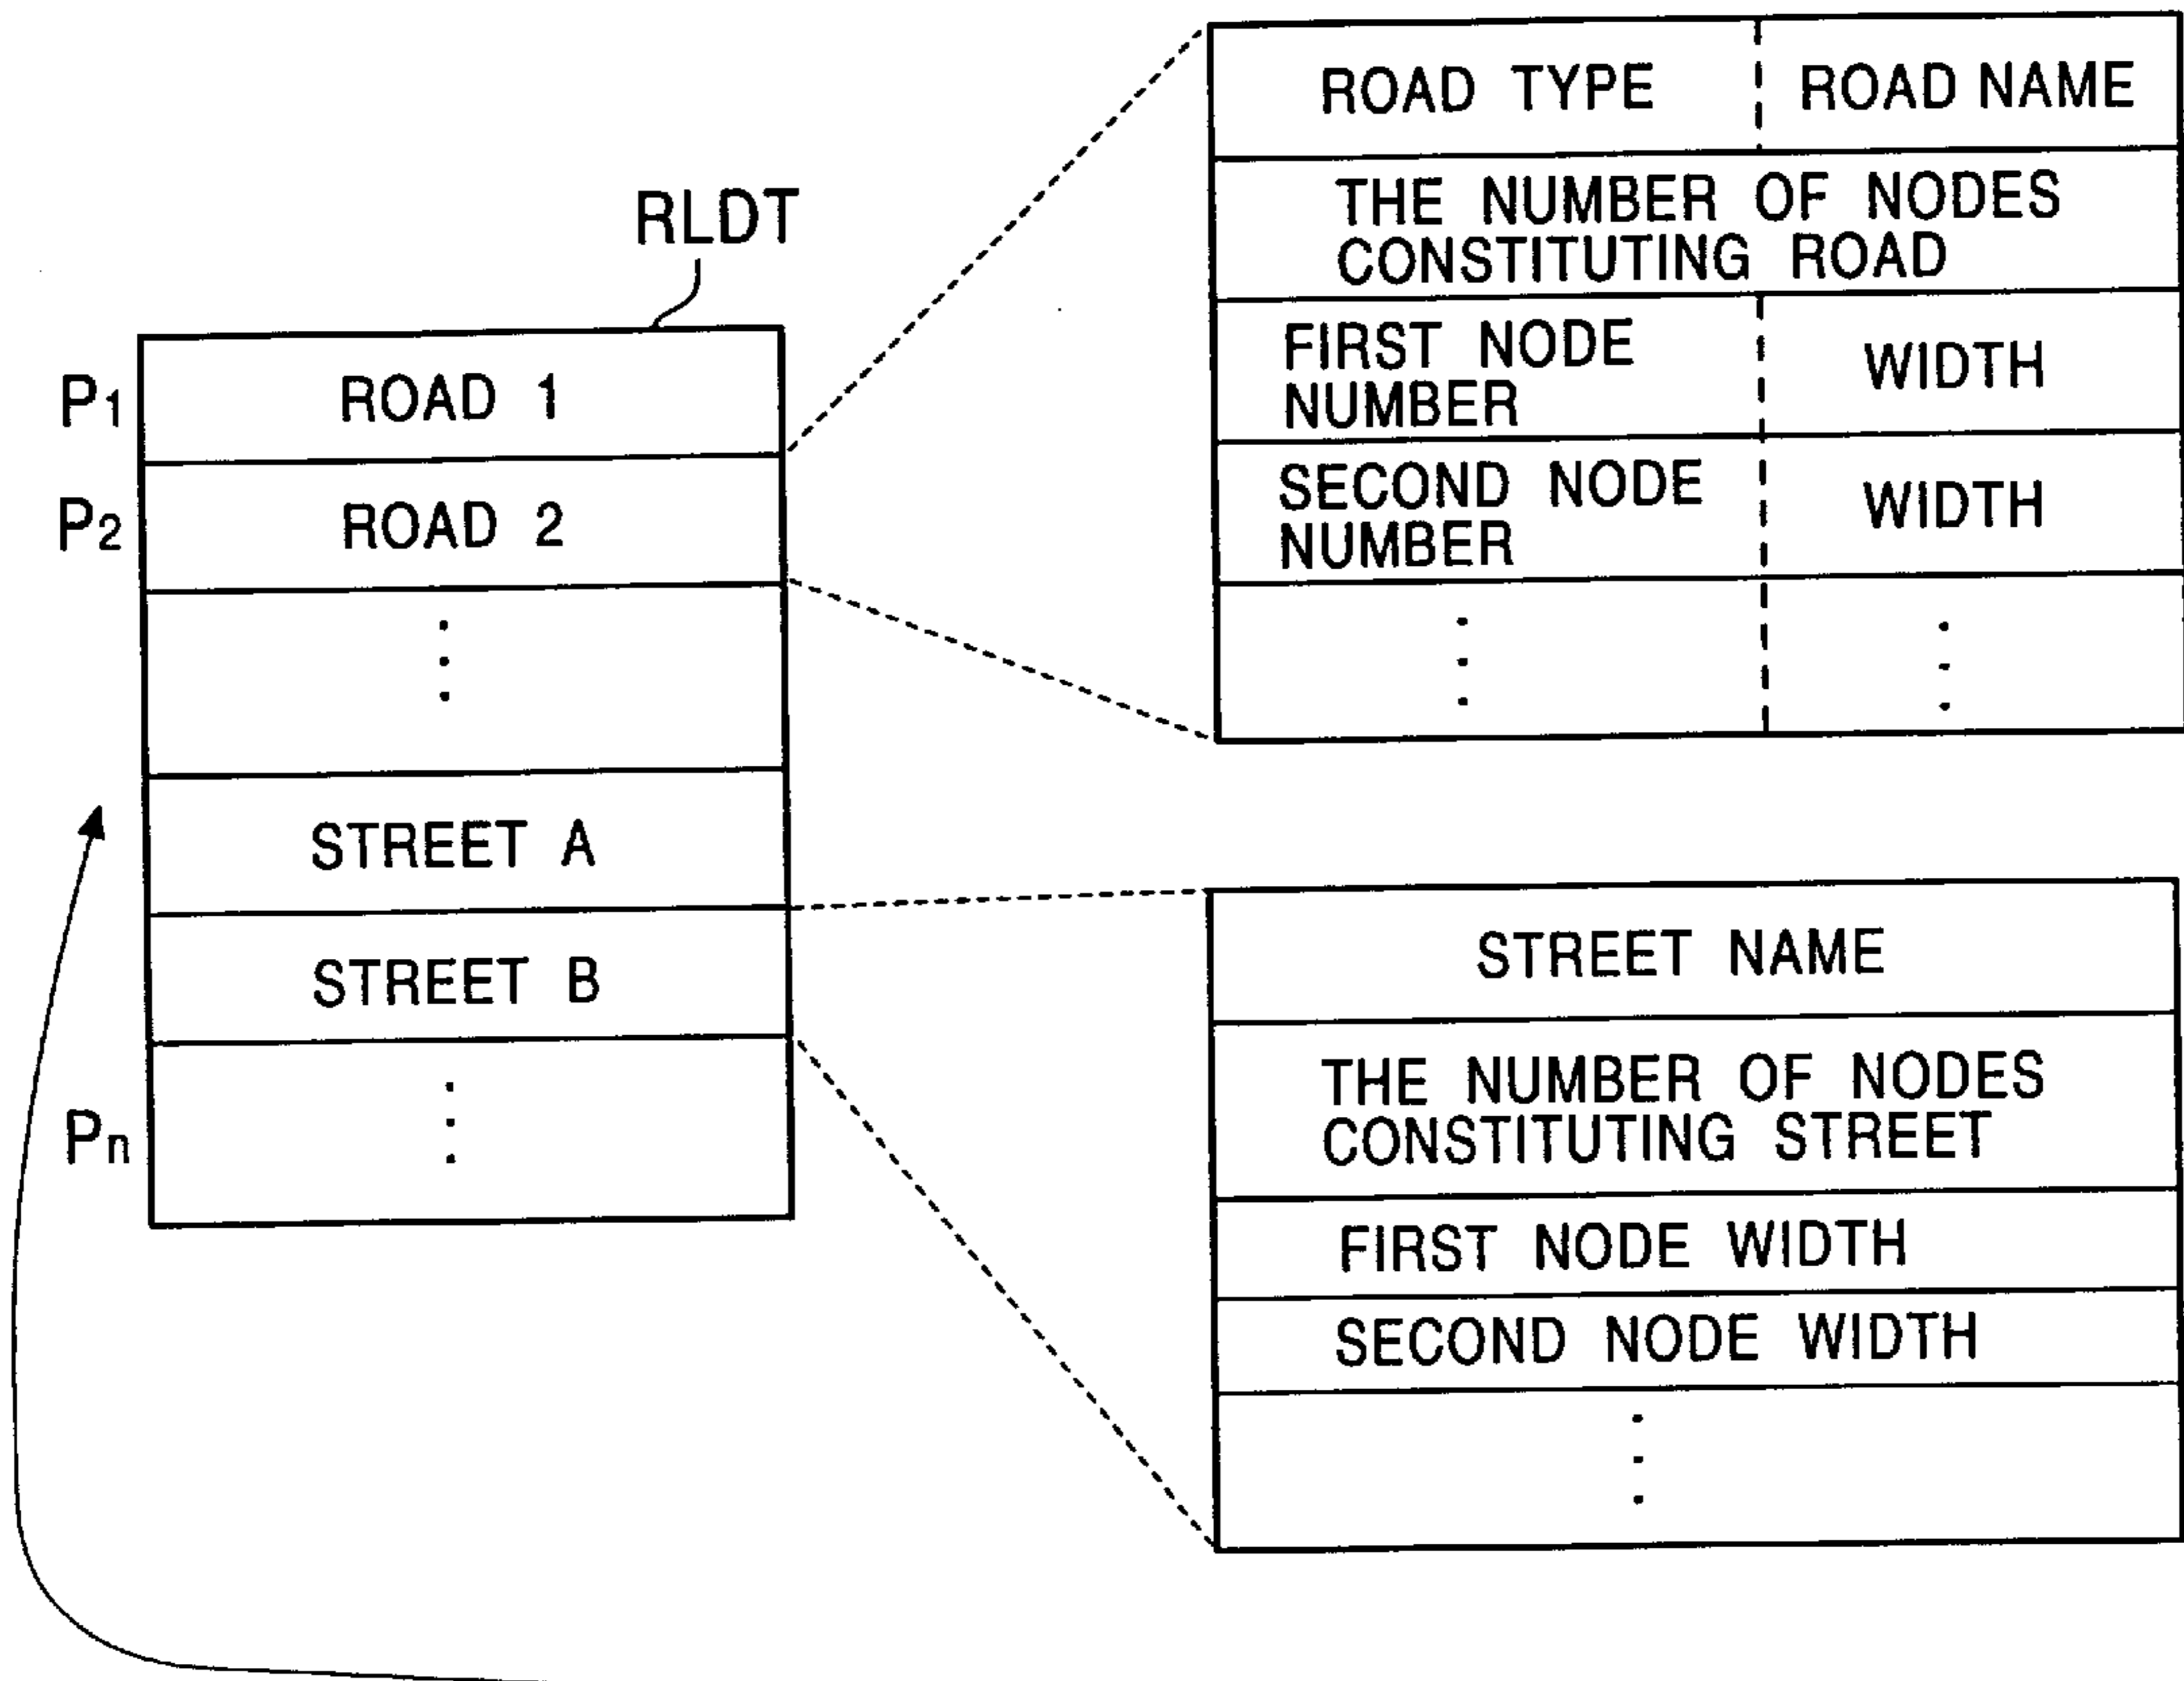 RLDT
P1
ROAD 1
P2
ROAD 2
STREET A
STREET B
Pn
ROAD TYPE
ROAD NAME
THE NUMBER OF NODES
CONSTITUTING ROAD
FIRST NODE
NUMBER
WIDTH
SECOND NODE
NUMBER
WIDTH
STREET NAME
THE NUMBER OF NODES
CONSTITUTING STREET
FIRST NODE WIDTH
SECOND NODE WIDTH